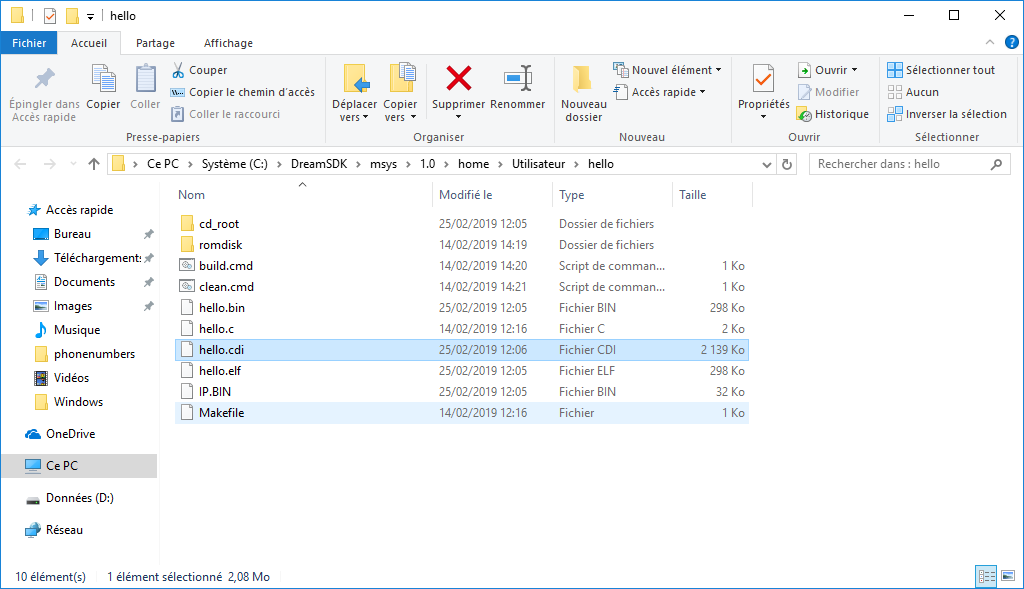 hello
Fichier Accueil Partage Affichage
Épingler dans Accès rapide
Copier
Coller
Couper
Copier le chemin d'accès
Coller le raccourci
Presse-papiers
Déplacer vers
Copier vers
Supprimer
Renommer
Organiser
Nouveau dossier
Nouvel élément
Accès rapide
Nouveau
Propriétés
Ouvrir
Modifier
Historique
Ouvrir
Sélectionner tout
Aucun
Inverser la sélection
Sélectionner
Ce PC > Système (C:) > DreamSDK > msys > 1.0 > home > Utilisateur > hello
Rechercher dans : hello
Accès rapide
Bureau
Téléchargements
Documents
Images
Musique
phonenumbers
Vidéos
Windows
OneDrive
Ce PC
Données (D:)
Réseau
Nom Modifié le Type Taille
cd_root 25/02/2019 12:05 Dossier de fichiers
romdisk 14/02/2019 14:19 Dossier de fichiers
build.cmd 14/02/2019 14:20 Script de comman... 1 Ko
clean.cmd 14/02/2019 14:21 Script de comman... 1 Ko
hello.bin 25/02/2019 12:05 Fichier BIN 298 Ko
hello.c 14/02/2019 12:16 Fichier C 2 Ko
hello.cdi 25/02/2019 12:06 Fichier CDI 2 139 Ko
hello.elf 25/02/2019 12:05 Fichier ELF 298 Ko
IP.BIN 25/02/2019 12:05 Fichier BIN 32 Ko
Makefile 14/02/2019 12:16 Fichier 1 Ko
10 élément(s) 1 élément sélectionné 2,08 Mo